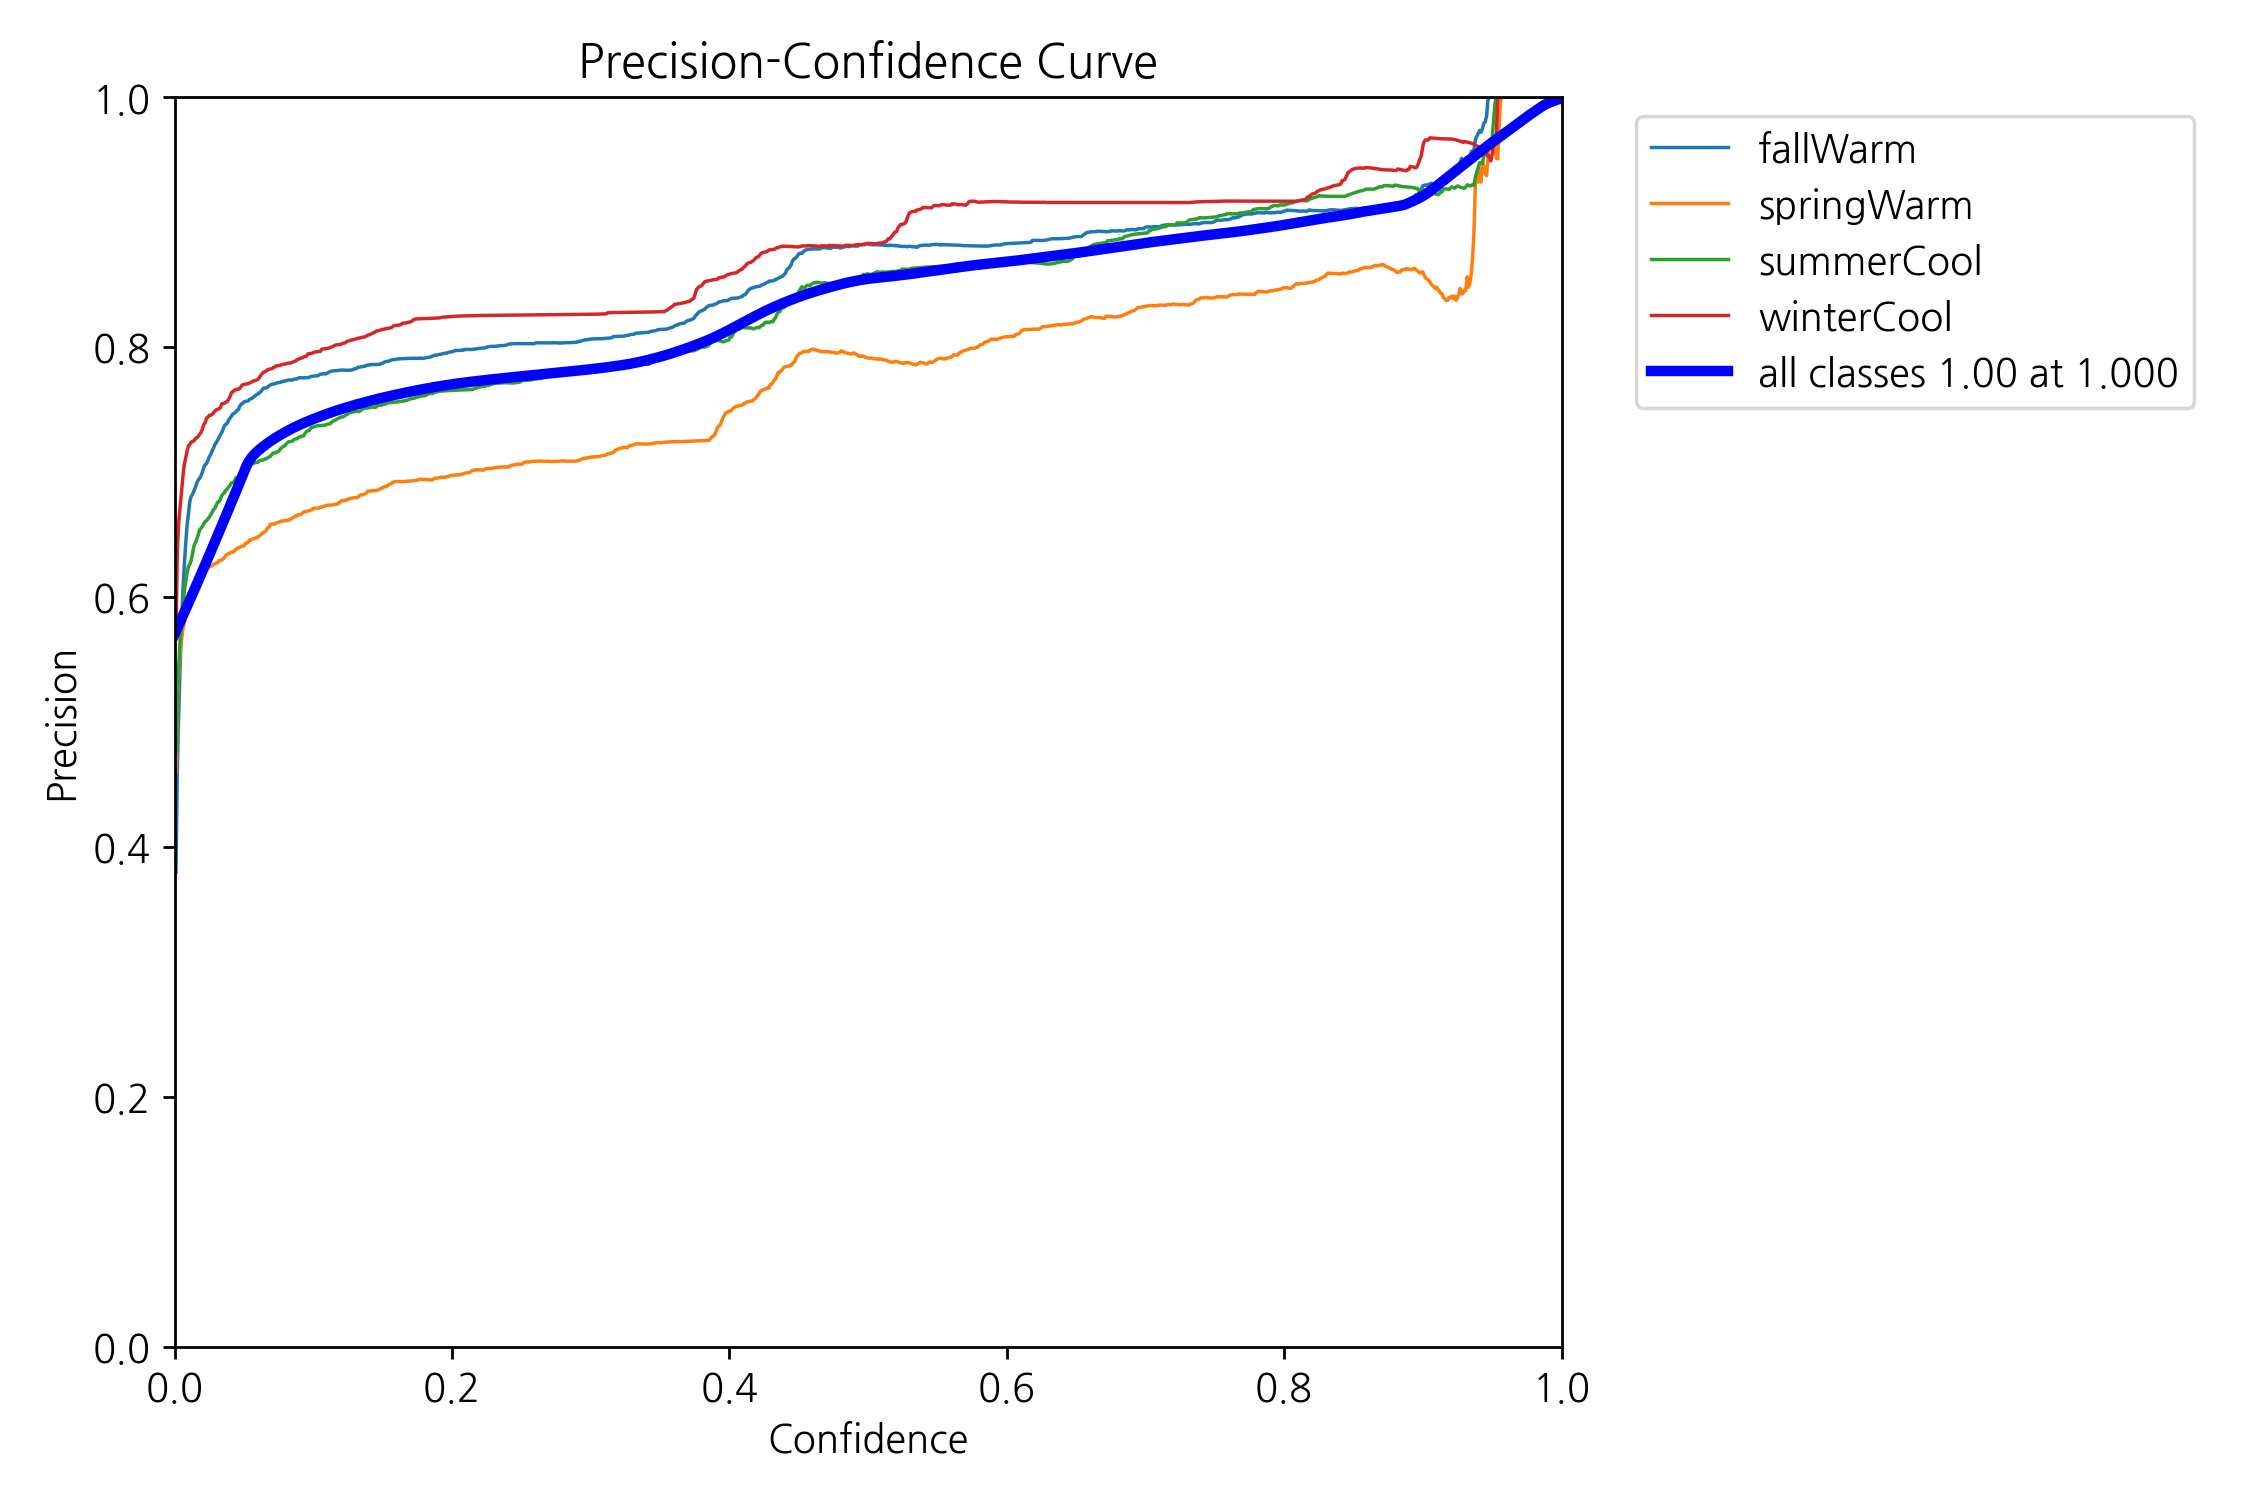 Precision-Confidence Curve
1.0
0.8
0.6
0.4
0.2
0.0
Precision
0.0 0.2 0.4 0.6 0.8 1.0
Confidence
fallWarm
springWarm
summerCool
winterCool
all classes 1.00 at 1.000